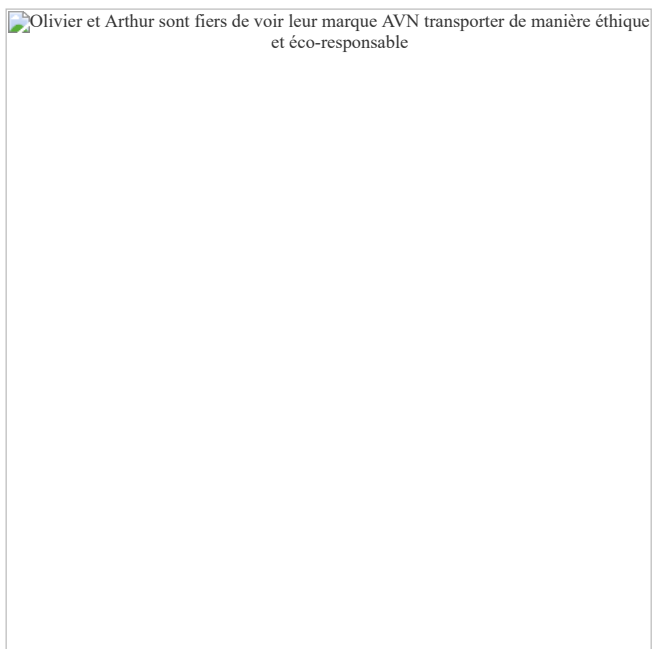 Olivier et Arthur sont fiers de voir leur marque AVN transporter de manière éthique
et éco-responsable